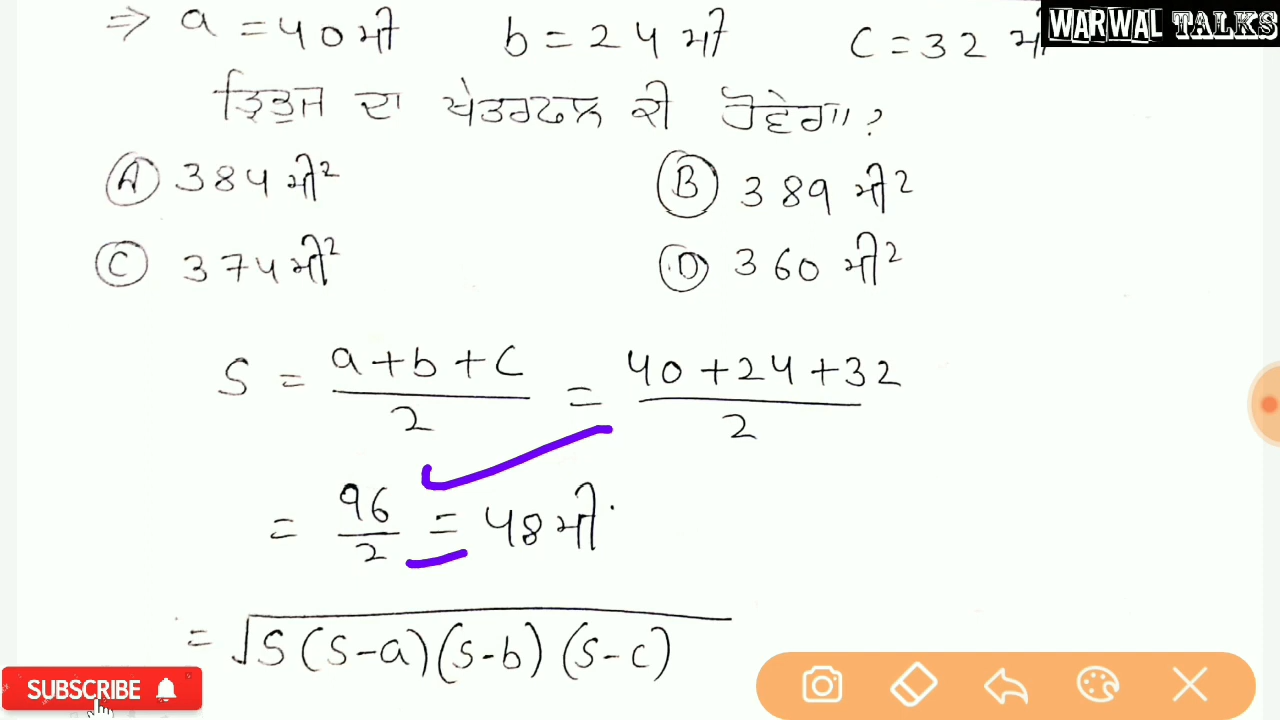 ⇒ a = 40 ਮੀ b = 24 ਮੀ C = 32 ਮੀ
WARWAL TALKS
ਤ੍ਰਿਭੁਜ ਦਾ ਖੇਤਰਫਲ ਕੀ ਹੋਵੇਗਾ?
(A) 384 ਮੀ² (B) 389 ਮੀ²
(C) 374 ਮੀ² (D) 360 ਮੀ²
S = (a+b+c)/2 = (40+24+32)/2
= 96/2 = 48 ਮੀ.
= √S(S-a)(S-b)(S-c)
SUBSCRIBE